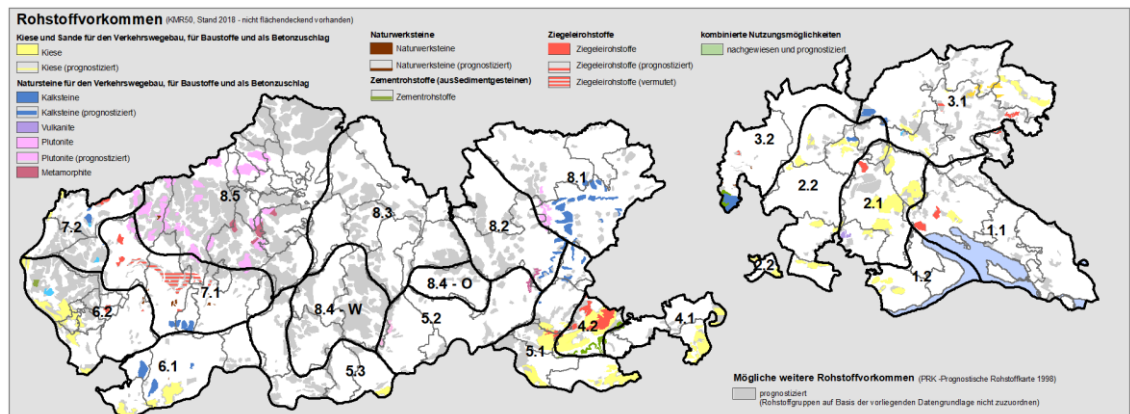 Rohstoffvorkommen (KMR50, Stand 2018 - nicht flächendeckend vorhanden)
Kiese und Sande für den Verkehrswegebau, für Baustoffe und als Betonzuschlag
Kiese
Kiese (prognostiziert)
Natursteine für den Verkehrswegebau, für Baustoffe und als Betonzuschlag
Kalksteine
Kalksteine (prognostiziert)
Vulkanite
Plutonite
Plutonite (prognostiziert)
Metamorphite
Naturwerksteine
Naturwerksteine
Naturwerksteine (prognostiziert)
Zementrohstoffe (ausSedimentgesteinen)
Zementrohstoffe
Ziegeleirohstoffe
Ziegeleirohstoffe
Ziegeleirohstoffe (prognostiziert)
Ziegeleirohstoffe (vermutet)
kombinierte Nutzungsmöglichkeiten
nachgewiesen und prognostiziert
3.1
3.2
8.1
8.5
2.2
8.3
2.1
7.2
8.2
1.1
2.2
1.2
8.4 - O
7.1
6.2
8.4 - W
5.2
4.2
4.1
5.1
6.1
5.3
Mögliche weitere Rohstoffvorkommen (PRK -Prognostische Rohstoffkarte 1998)
prognostiziert
(Rohstoffgruppen auf Basis der vorliegenden Datengrundlage nicht zuzuordnen)